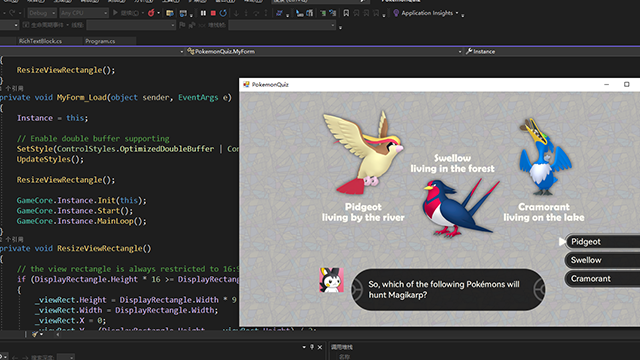 Debug
Any CPU
Application Insights
RichTextBlock.cs
Program.cs
PokemonQuiz.MyForm
Instance
ResizeViewRectangle();
1 个引用
private void MyForm_Load(object sender, EventArgs e)
{
Instance = this;
// Enable double buffer supporting
SetStyle(ControlStyles.OptimizedDoubleBuffer | Con
UpdateStyles();
ResizeViewRectangle();
GameCore.Instance.Init(this);
GameCore.Instance.Start();
GameCore.Instance.MainLoop();
}
2 个引用
private void ResizeViewRectangle()
{
// the view rectangle is always restricted to 16:9
if (DisplayRectangle.Height * 16 >= DisplayRectang
{
_viewRect.Height = DisplayRectangle.Width * 9
_viewRect.Width = DisplayRectangle.Width;
_viewRect.X = 0;
PokemonQuiz
Swellow
living in the forest
Pidgeot
living by the river
Cramorant
living on the lake
Pidgeot
Swellow
Cramorant
So, which of the following Pokémons will
hunt Magikarp?
调用堆栈
名称